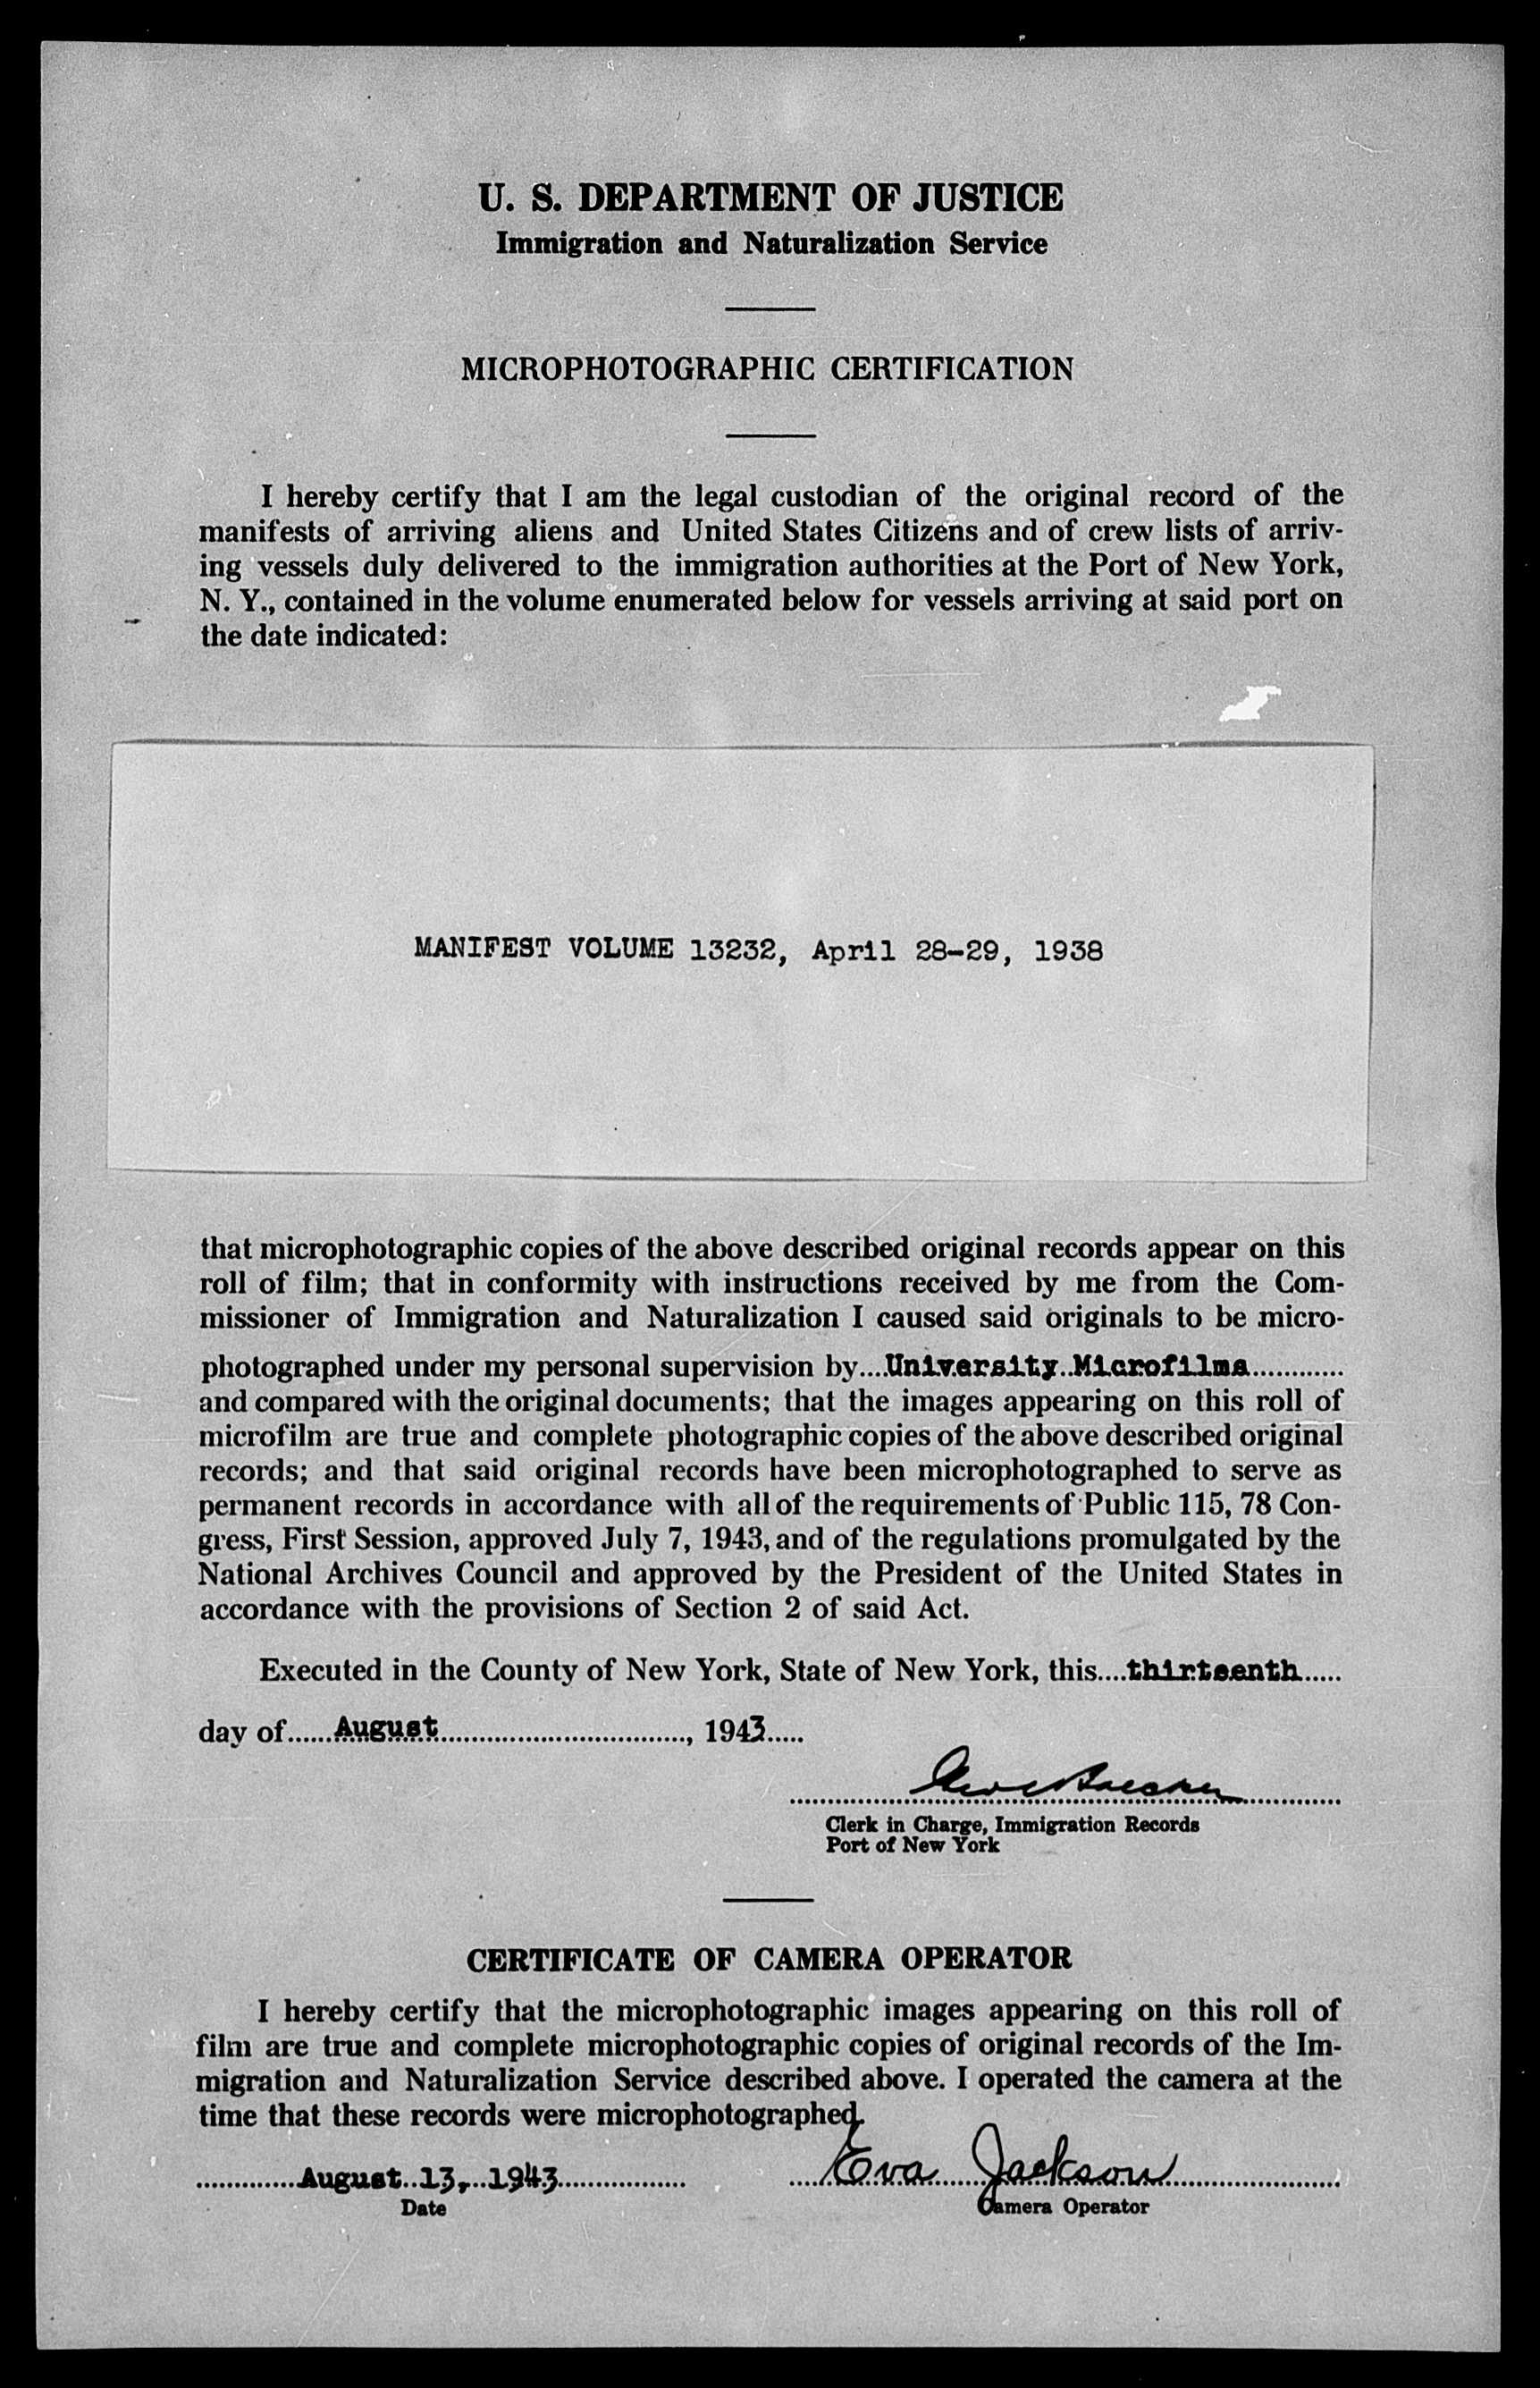 U. S. DEPARTMENT OF JUSTICE
Immigration and Naturalization Service
MICROPHOTOGRAPHIC CERTIFICATION
I hereby certify that I am the legal custodian of the original record of the
manifests of arriving aliens and United States Citizens and of crew lists of arriv-
ing vessels duly delivered to the immigration authorities at the Port of New York,
N. Y., contained in the volume enumerated below for vessels arriving at said port on
the date indicated:
MANIFEST VOLUME 13232, April 28-29, 1938
that microphotographic copies of the above described original records appear on this
roll of film; that in conformity with instructions received by me from the Com-
missioner of Immigration and Naturalization I caused said originals to be micro-
photographed under my personal supervision by....University Microfilms............
and compared with the original documents; that the images appearing on this roll of
microfilm are true and complete photographic copies of the above described original
records; and that said original records have been microphotographed to serve as
permanent records in accordance with all of the requirements of Public 115, 78 Con-
gress, First Session, approved July 7, 1943, and of the regulations promulgated by the
National Archives Council and approved by the President of the United States in
accordance with the provisions of Section 2 of said Act.
Executed in the County of New York, State of New York, this....thirteenth.....
day of......August........................................, 1943.....
Clerk in Charge, Immigration Records
Port of New York
CERTIFICATE OF CAMERA OPERATOR
I hereby certify that the microphotographic images appearing on this roll of
film are true and complete microphotographic copies of original records of the Im-
migration and Naturalization Service described above. I operated the camera at the
time that these records were microphotographed.
..............August 13, 1943.................. Eva Jackson
Date Camera Operator